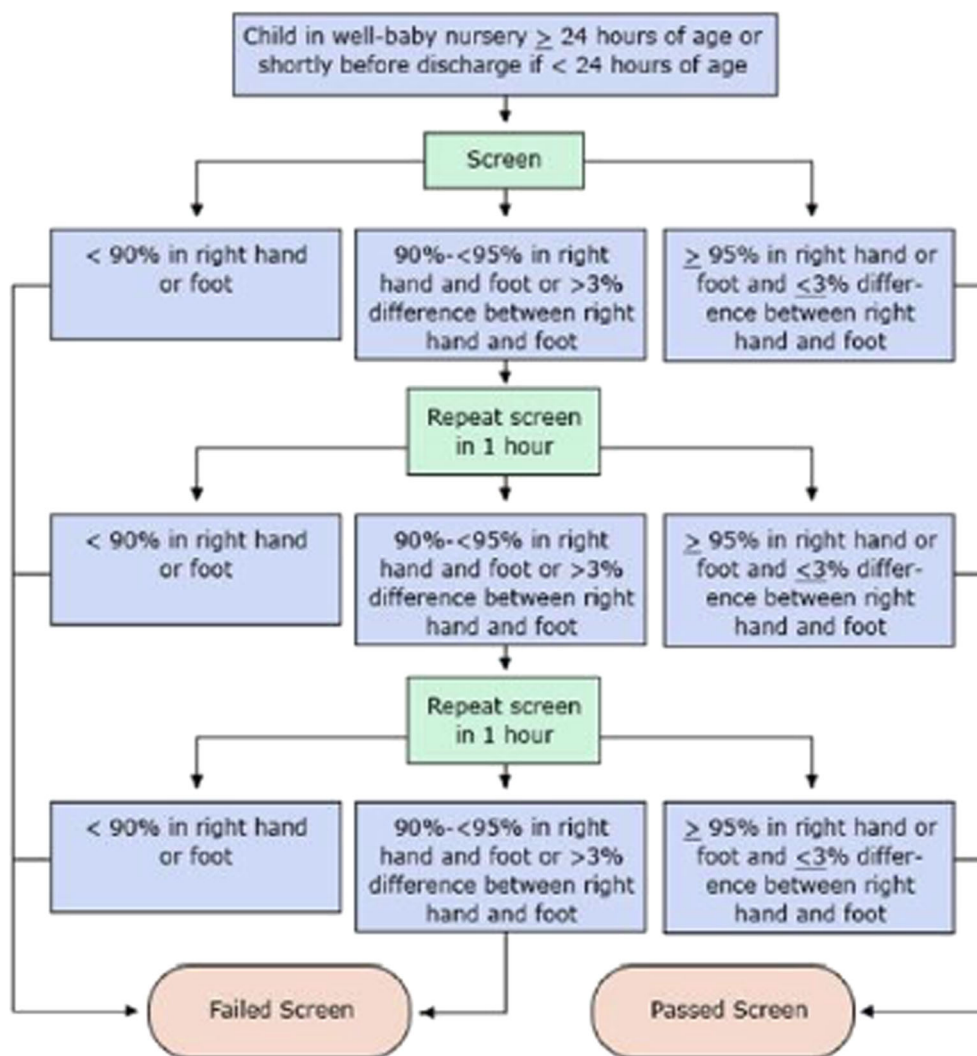 Child in well-baby nursery ≥ 24 hours of age or
shortly before discharge if < 24 hours of age
Screen
< 90% in right hand
or foot
90%-<95% in right
hand and foot or >3%
difference between right
hand and foot
≥ 95% in right hand or
foot and ≤3% differ-
ence between right
hand and foot
Repeat screen
in 1 hour
< 90% in right hand
or foot
90%-<95% in right
hand and foot or >3%
difference between right
hand and foot
≥ 95% in right hand or
foot and ≤3% differ-
ence between right
hand and foot
Repeat screen
in 1 hour
< 90% in right hand
or foot
90%-<95% in right
hand and foot or >3%
difference between right
hand and foot
≥ 95% in right hand or
foot and ≤3% differ-
ence between right
hand and foot
Failed Screen
Passed Screen